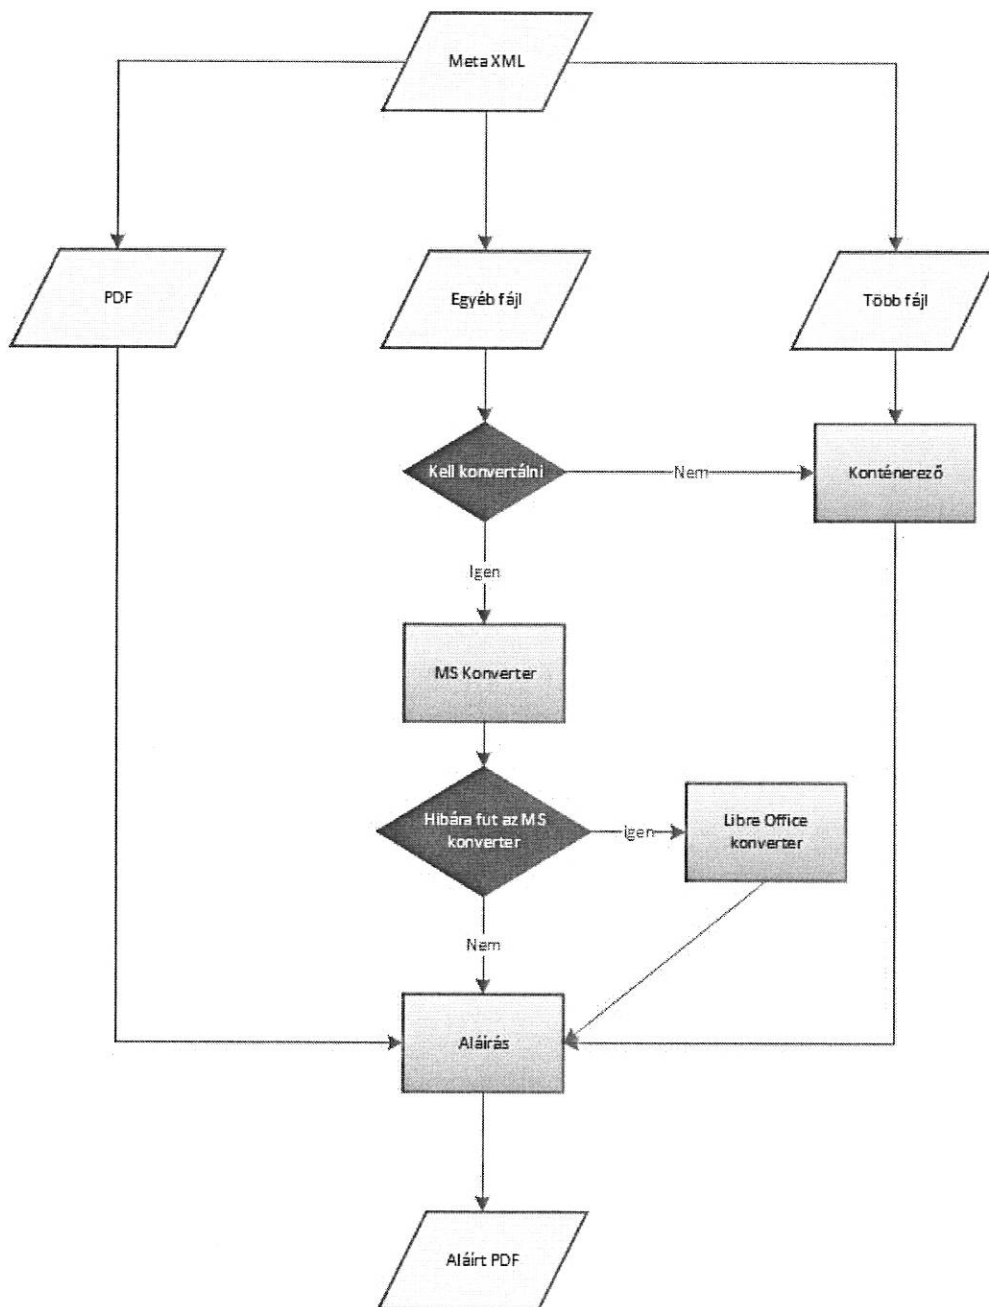 Meta XML
PDF
Egyéb fájl
Több fájl
Kell konvertálni
Nem
Konténerező
Igen
MS Konverter
Hibára fut az MS
konverter
igen
Libre Office
konverter
Nem
Aláírás
Aláírt PDF